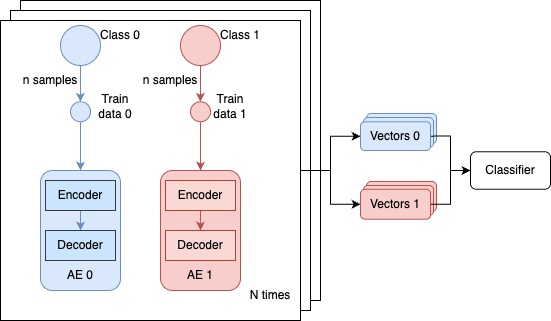 Class 0
Class 1
n samples
n samples
Train
data 0
Train
data 1
Encoder
Encoder
Decoder
Decoder
AE 0
AE 1
N times
Vectors 0
Vectors 1
Classifier